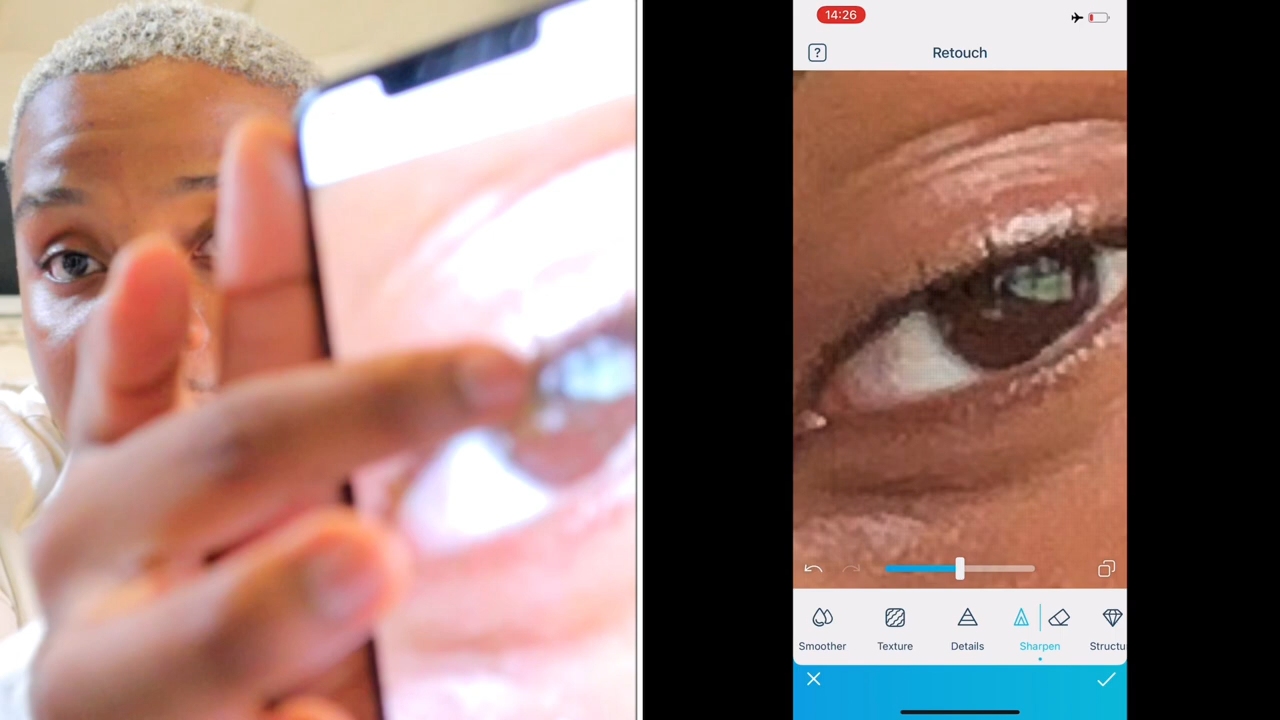 14:26
?
Retouch
Smoother
Texture
Details
Sharpen
Structu